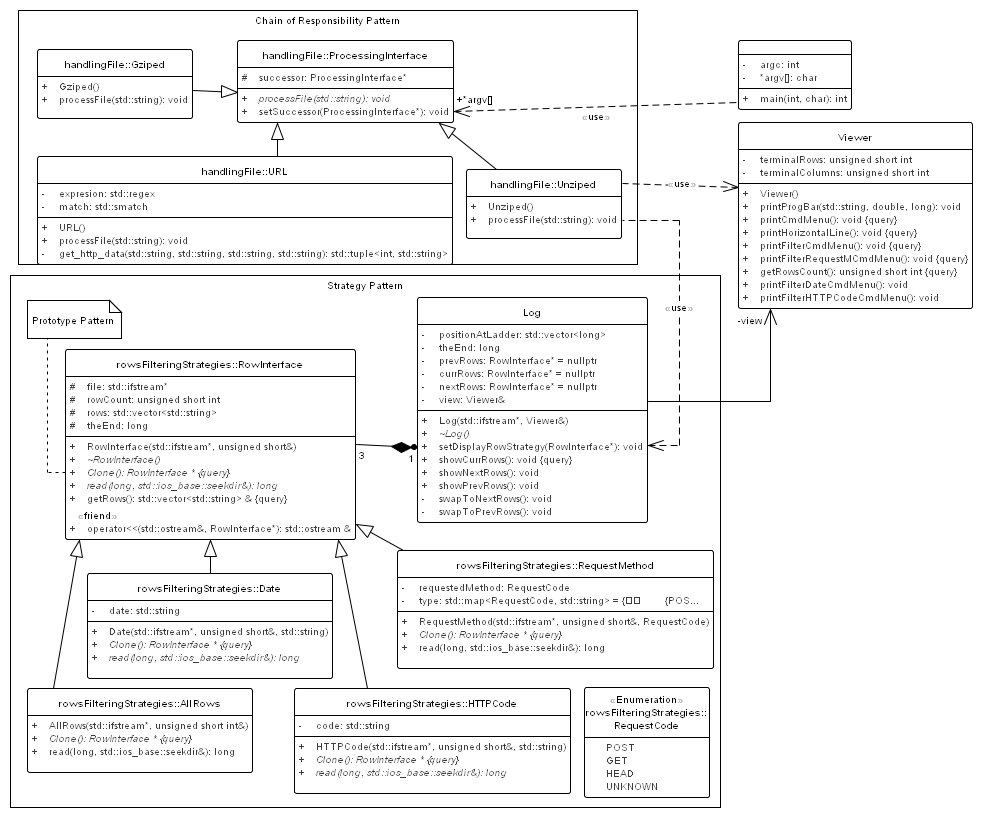 Chain of Responsibility Pattern
handlingFile::Gziped
+ Gziped()
+ processFile(std::string): void
handlingFile::ProcessingInterface
# successor: ProcessingInterface*
+ processFile(std::string): void
+ setSuccessor(ProcessingInterface*): void
+*argv[]
«use»
- argc: int
- *argv[]: char
+ main(int, char): int
handlingFile::URL
- expresion: std::regex
- match: std::smatch
+ URL()
+ processFile(std::string): void
- get_http_data(std::string, std::string, std::string, std::string): std::tuple<int, std::string>
handlingFile::Unziped
+ Unziped()
+ processFile(std::string): void
«use»
«use»
Viewer
- terminalRows: unsigned short int
- terminalColumns: unsigned short int
+ Viewer()
+ printProgBar(std::string, double, long): void
+ printCmdMenu(): void {query}
+ printHorizontalLine(): void {query}
+ printFilterCmdMenu(): void {query}
+ printFilterRequestMCmdMenu(): void {query}
+ getRowsCount(): unsigned short int {query}
+ printFilterDateCmdMenu(): void
+ printFilterHTTPCodeCmdMenu(): void
-view
Strategy Pattern
Prototype Pattern
rowsFilteringStrategies::RowInterface
# file: std::ifstream*
# rowCount: unsigned short int
# rows: std::vector<std::string>
# theEnd: long
+ RowInterface(std::ifstream*, unsigned short&)
+ ~RowInterface()
+ Clone(): RowInterface * {query}
+ read(long, std::ios_base::seekdir&): long
+ getRows(): std::vector<std::string> & {query}
«friend»
+ operator<<(std::ostream&, RowInterface*): std::ostream &
3
1
Log
- positionAtLadder: std::vector<long>
- theEnd: long
- prevRows: RowInterface* = nullptr
- currRows: RowInterface* = nullptr
- nextRows: RowInterface* = nullptr
- view: Viewer&
+ Log(std::ifstream*, Viewer&)
+ ~Log()
+ setDisplayRowStrategy(RowInterface*): void
+ showCurrRows(): void {query}
+ showNextRows(): void
+ showPrevRows(): void
- swapToNextRows(): void
- swapToPrevRows(): void
rowsFilteringStrategies::Date
- date: std::string
+ Date(std::ifstream*, unsigned short&, std::string)
+ Clone(): RowInterface * {query}
+ read(long, std::ios_base::seekdir&): long
rowsFilteringStrategies::RequestMethod
- requestedMethod: RequestCode
- type: std::map<RequestCode, std::string> = {□□ {POS...
+ RequestMethod(std::ifstream*, unsigned short&, RequestCode)
+ Clone(): RowInterface * {query}
+ read(long, std::ios_base::seekdir&): long
rowsFilteringStrategies::AllRows
+ AllRows(std::ifstream*, unsigned short int&)
+ Clone(): RowInterface * {query}
+ read(long, std::ios_base::seekdir&): long
rowsFilteringStrategies::HTTPCode
- code: std::string
+ HTTPCode(std::ifstream*, unsigned short&, std::string)
+ Clone(): RowInterface * {query}
+ read(long, std::ios_base::seekdir&): long
«Enumeration»
rowsFilteringStrategies::
RequestCode
POST
GET
HEAD
UNKNOWN